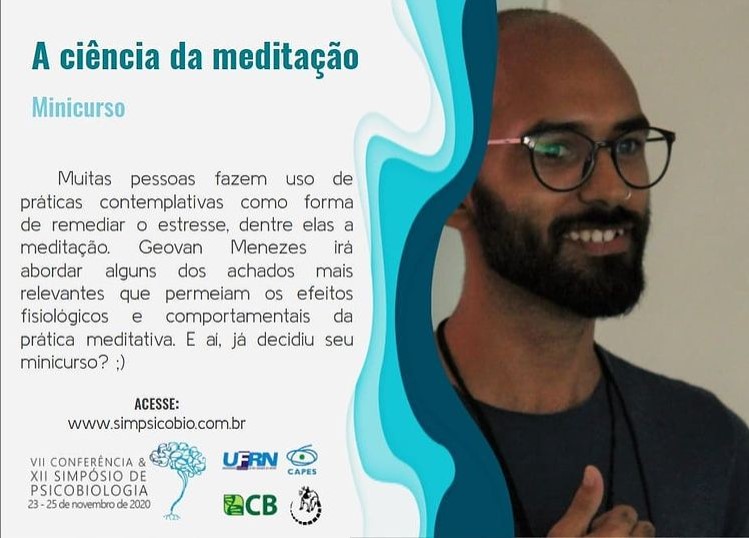 A ciência da meditação
Minicurso
Muitas pessoas fazem uso de
práticas contemplativas como forma
de remediar o estresse, dentre elas a
meditação. Geovan Menezes irá
abordar alguns dos achados mais
relevantes que permeiam os efeitos
fisiológicos e comportamentais da
prática meditativa. E aí, já decidiu seu
minicurso? ;)
ACESSE:
www.simpsicobio.com.br
VII CONFERÊNCIA &
XII SIMPÓSIO DE
PSICOBIOLOGIA
23 - 25 de novembro de 2020
UFRN
CAPES
CB